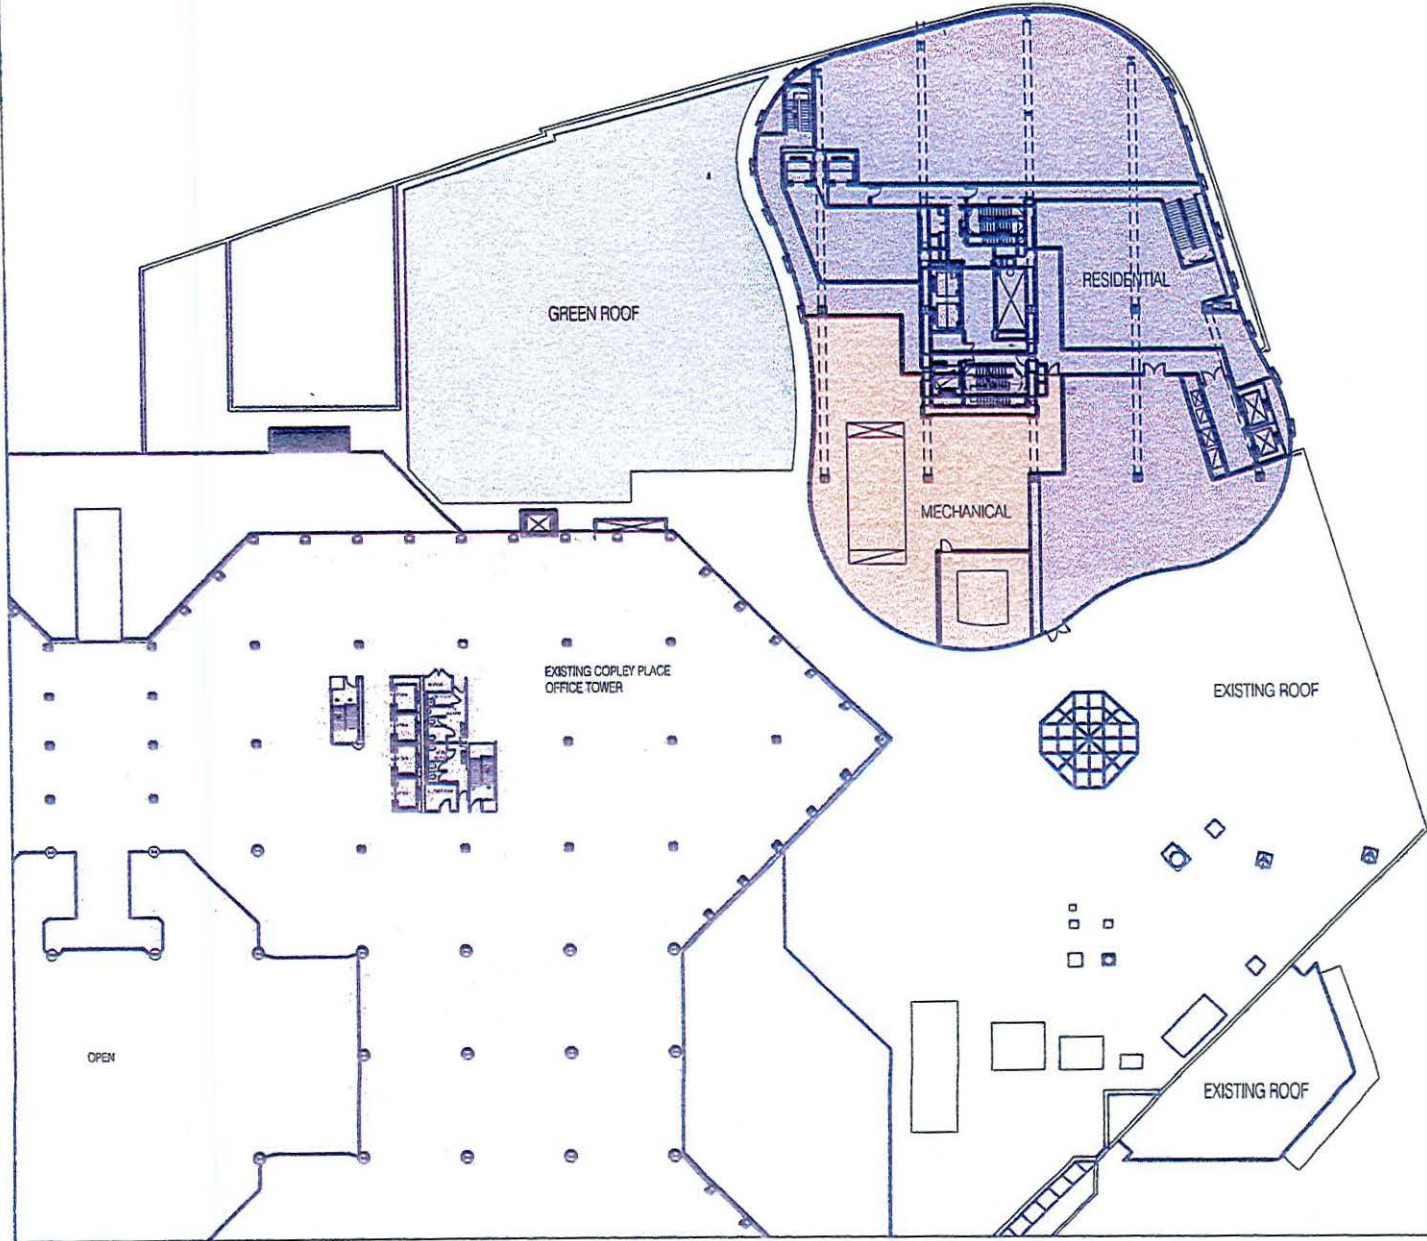 RESIDENTIAL
GREEN ROOF
MECHANICAL
EXISTING COPLEY PLACE
OFFICE TOWER
EXISTING ROOF
OPEN
EXISTING ROOF